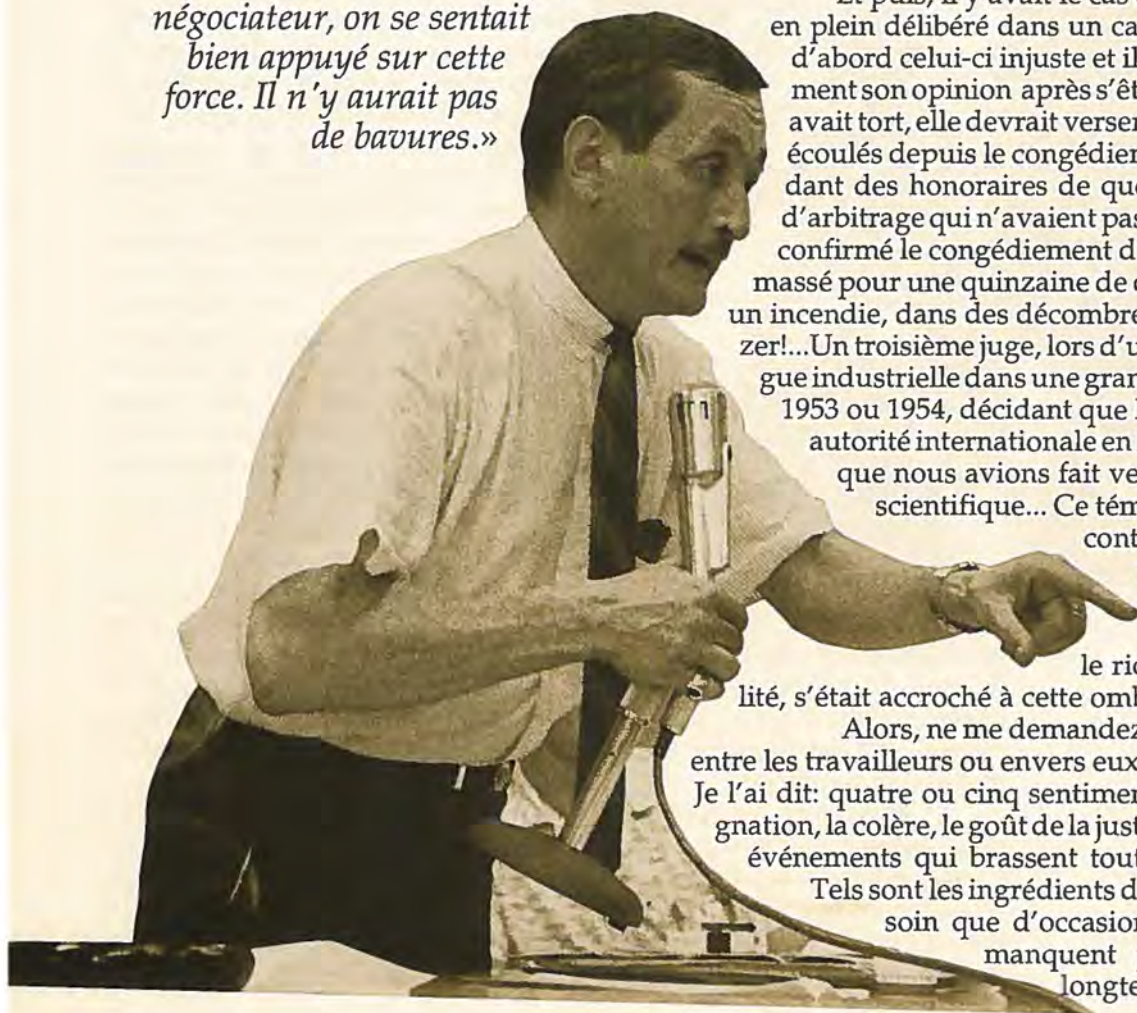 négociateur, on se sentait
bien appuyé sur cette
force. Il n'y aurait pas
de bavures.»
en plein délibéré dans un ca
d'abord celui-ci injuste et il
ment son opinion après s'êt
avait tort, elle devrait verser
écoulés depuis le congédier
dant des honoraires de que
d'arbitrage qui n'avaient pas
confirmé le congédiement d
massé pour une quinzaine de
un incendie, dans des décombre
zer!...Un troisième juge, lors d'u
gue industrielle dans une gran
1953 ou 1954, décidant que
autorité internationale en
que nous avions fait ve
scientifique... Ce tém
cont
le ric
lité, s'était accroché à cette omb
Alors, ne me demandez
entre les travailleurs ou envers eux
Je l'ai dit: quatre ou cinq sentimen
gnation, la colère, le goût de la just
événements qui brassent tout
Tels sont les ingrédients d
soin que d'occasion
manquent
longte